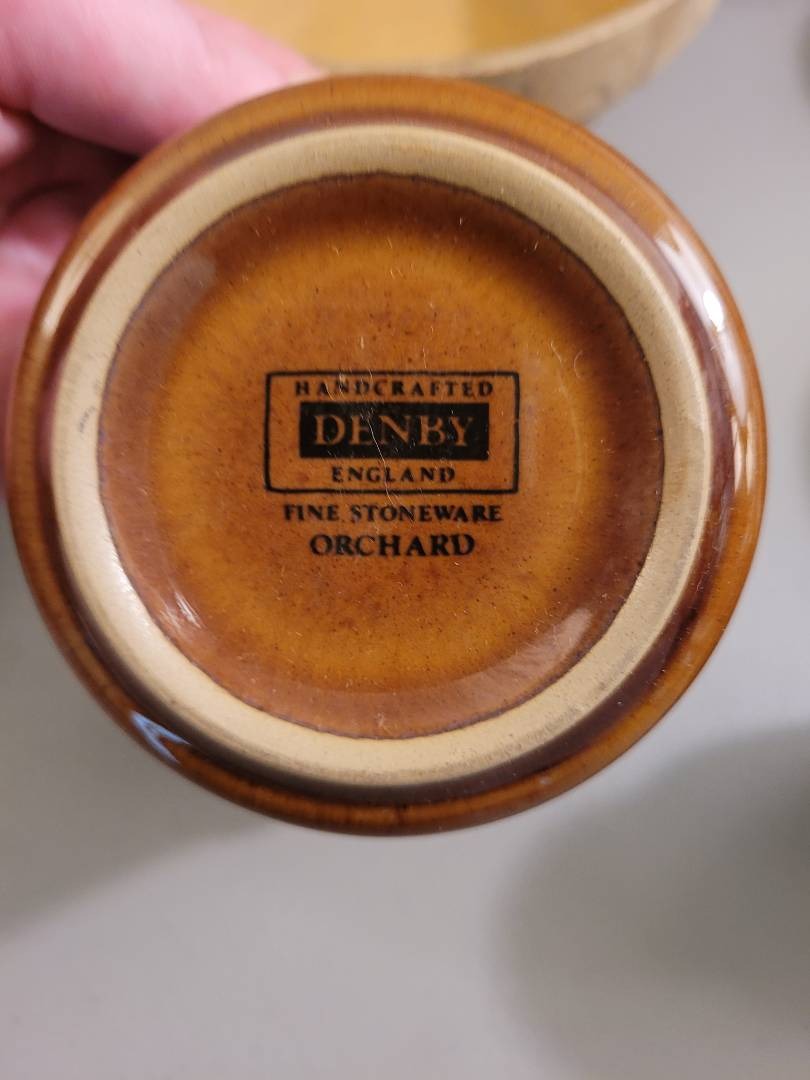 HANDCRAFTED
DENBY
ENGLAND
FINE STONEWARE
ORCHARD